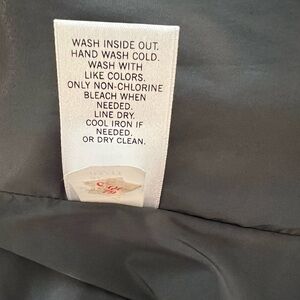 WASH INSIDE OUT.
HAND WASH COLD.
WASH WITH
LIKE COLORS.
ONLY NON-CHLORINE
BLEACH WHEN
NEEDED.
LINE DRY.
COOL IRON IF
NEEDED.
OR DRY CLEAN.